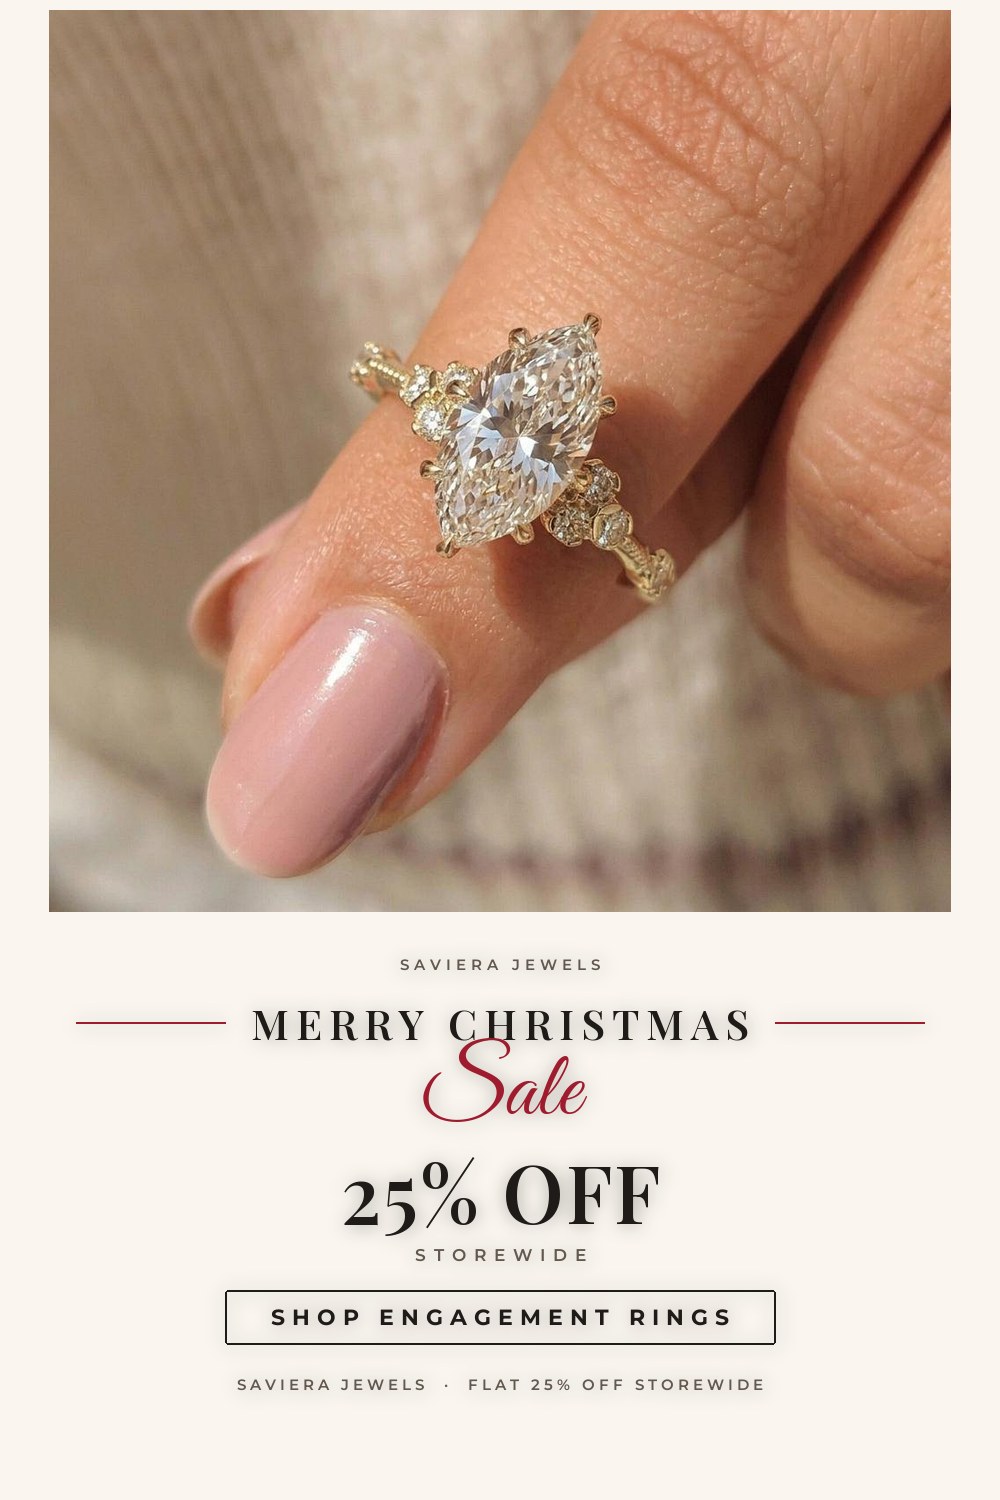 SAVIERA JEWELS
MERRY CHRISTMAS
Sale
25% OFF
STOREWIDE
SHOP ENGAGEMENT RINGS
SAVIERA JEWELS · FLAT 25% OFF STOREWIDE